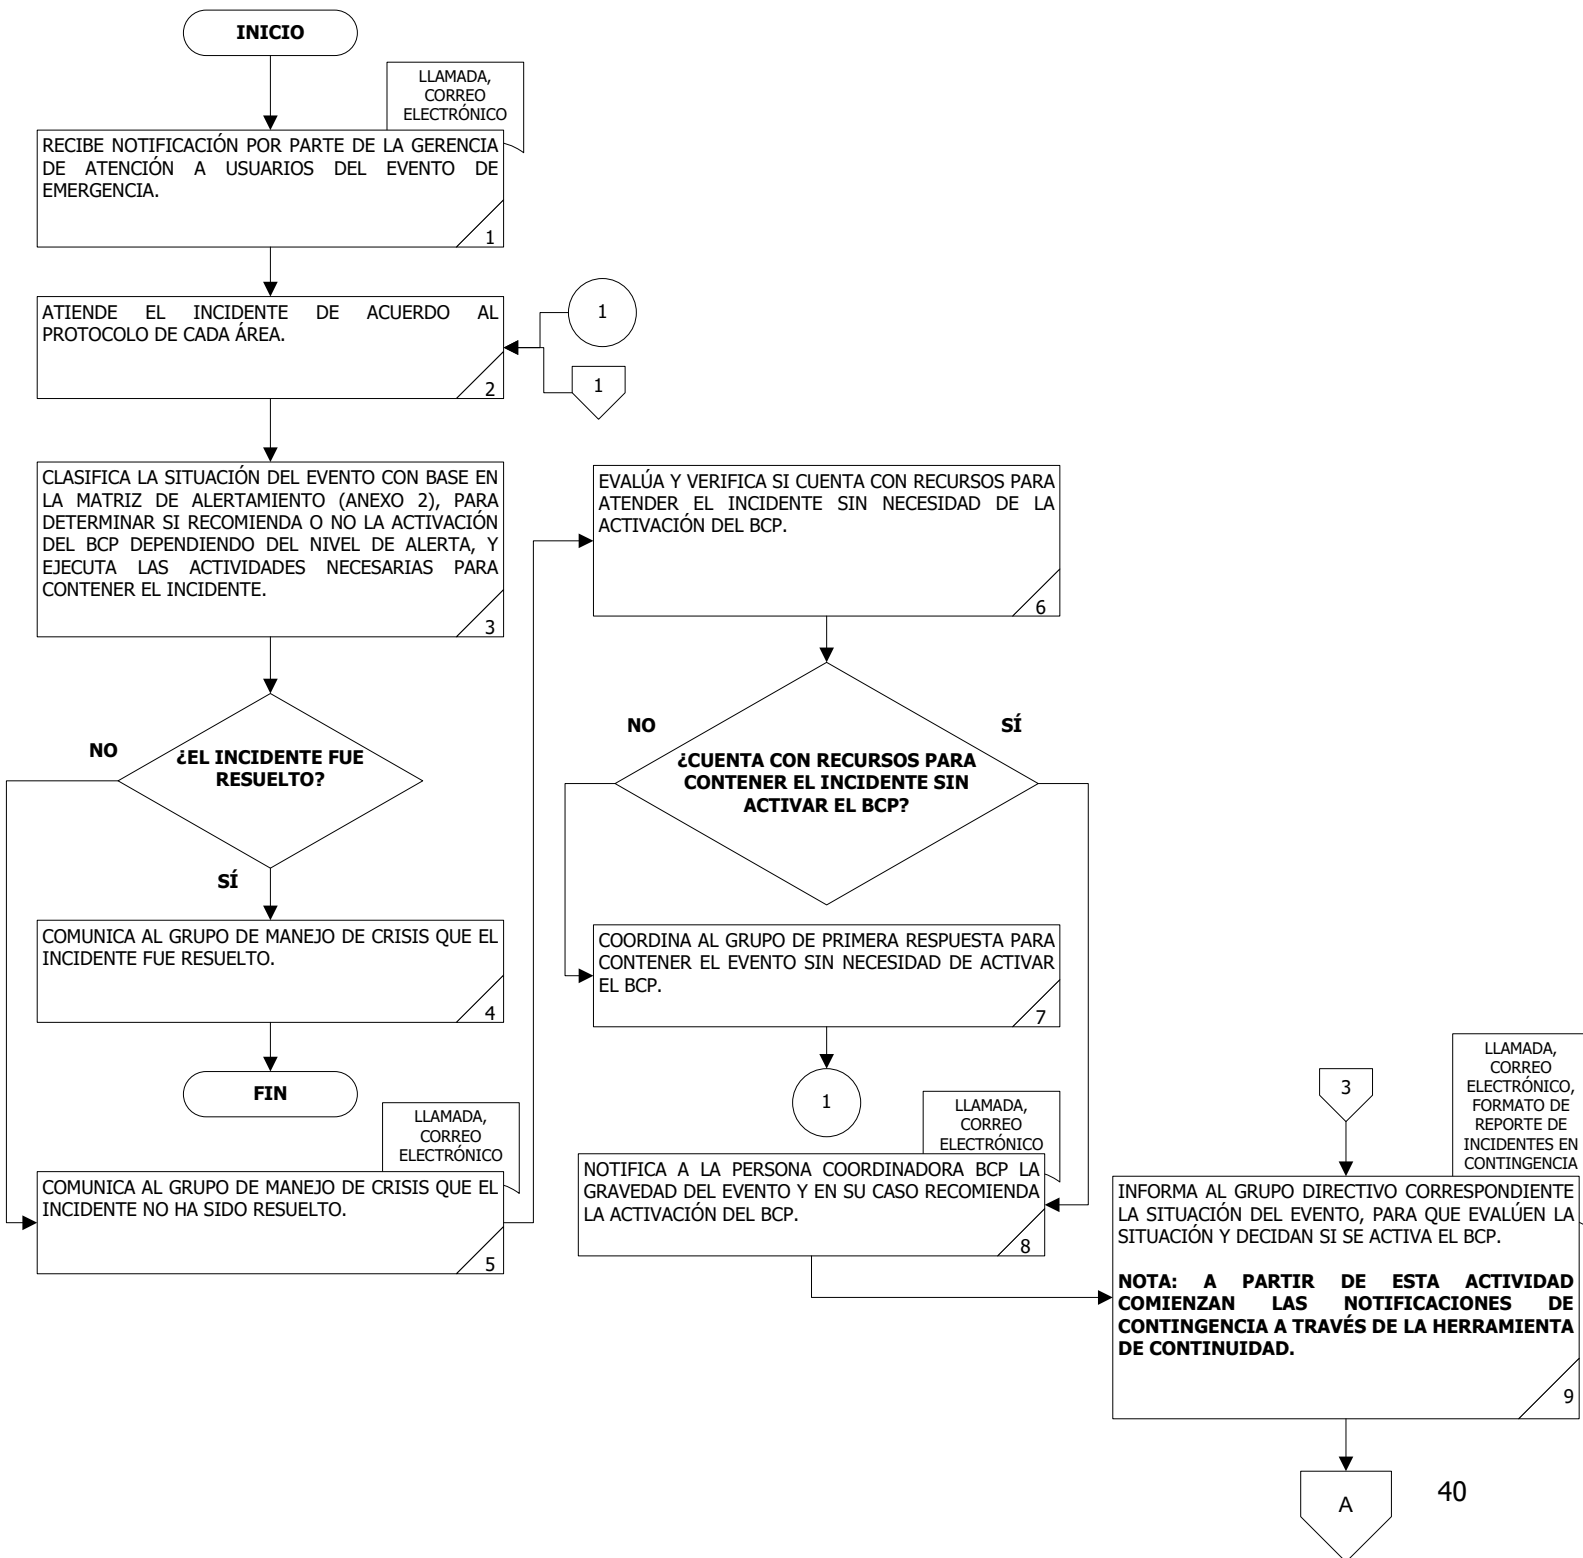 INICIO
LLAMADA,
CORREO
ELECTRÓNICO
RECIBE NOTIFICACIÓN POR PARTE DE LA GERENCIA
DE ATENCIÓN A USUARIOS DEL EVENTO DE
EMERGENCIA.
1
ATIENDE EL INCIDENTE DE ACUERDO AL
PROTOCOLO DE CADA ÁREA.
2
1
1
CLASIFICA LA SITUACIÓN DEL EVENTO CON BASE EN
LA MATRIZ DE ALERTAMIENTO (ANEXO 2), PARA
DETERMINAR SI RECOMIENDA O NO LA ACTIVACIÓN
DEL BCP DEPENDIENDO DEL NIVEL DE ALERTA, Y
EJECUTA LAS ACTIVIDADES NECESARIAS PARA
CONTENER EL INCIDENTE.
3
NO
¿EL INCIDENTE FUE
RESUELTO?
SÍ
COMUNICA AL GRUPO DE MANEJO DE CRISIS QUE EL
INCIDENTE FUE RESUELTO.
4
FIN
LLAMADA,
CORREO
ELECTRÓNICO
COMUNICA AL GRUPO DE MANEJO DE CRISIS QUE EL
INCIDENTE NO HA SIDO RESUELTO.
5
EVALÚA Y VERIFICA SI CUENTA CON RECURSOS PARA
ATENDER EL INCIDENTE SIN NECESIDAD DE LA
ACTIVACIÓN DEL BCP.
6
NO
SÍ
¿CUENTA CON RECURSOS PARA
CONTENER EL INCIDENTE SIN
ACTIVAR EL BCP?
COORDINA AL GRUPO DE PRIMERA RESPUESTA PARA
CONTENER EL EVENTO SIN NECESIDAD DE ACTIVAR
EL BCP.
7
1
LLAMADA,
CORREO
ELECTRÓNICO
NOTIFICA A LA PERSONA COORDINADORA BCP LA
GRAVEDAD DEL EVENTO Y EN SU CASO RECOMIENDA
LA ACTIVACIÓN DEL BCP.
8
3
LLAMADA,
CORREO
ELECTRÓNICO,
FORMATO DE
REPORTE DE
INCIDENTES EN
CONTINGENCIA
INFORMA AL GRUPO DIRECTIVO CORRESPONDIENTE
LA SITUACIÓN DEL EVENTO, PARA QUE EVALÚEN LA
SITUACIÓN Y DECIDAN SI SE ACTIVA EL BCP.
NOTA: A PARTIR DE ESTA ACTIVIDAD
COMIENZAN LAS NOTIFICACIONES DE
CONTINGENCIA A TRAVÉS DE LA HERRAMIENTA
DE CONTINUIDAD.
9
A
40